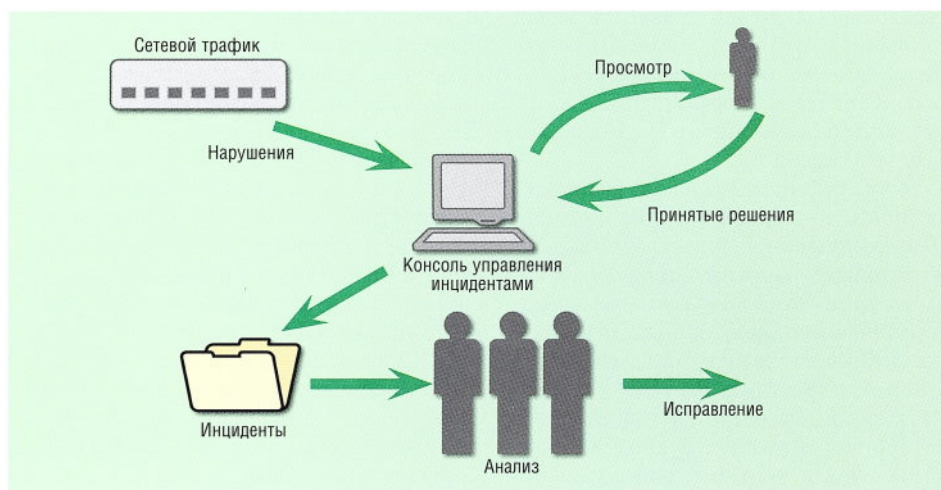 Сетевой трафик
Просмотр
Нарушения
Принятые решения
Консоль управления
инцидентами
Инциденты
Анализ
Исправление